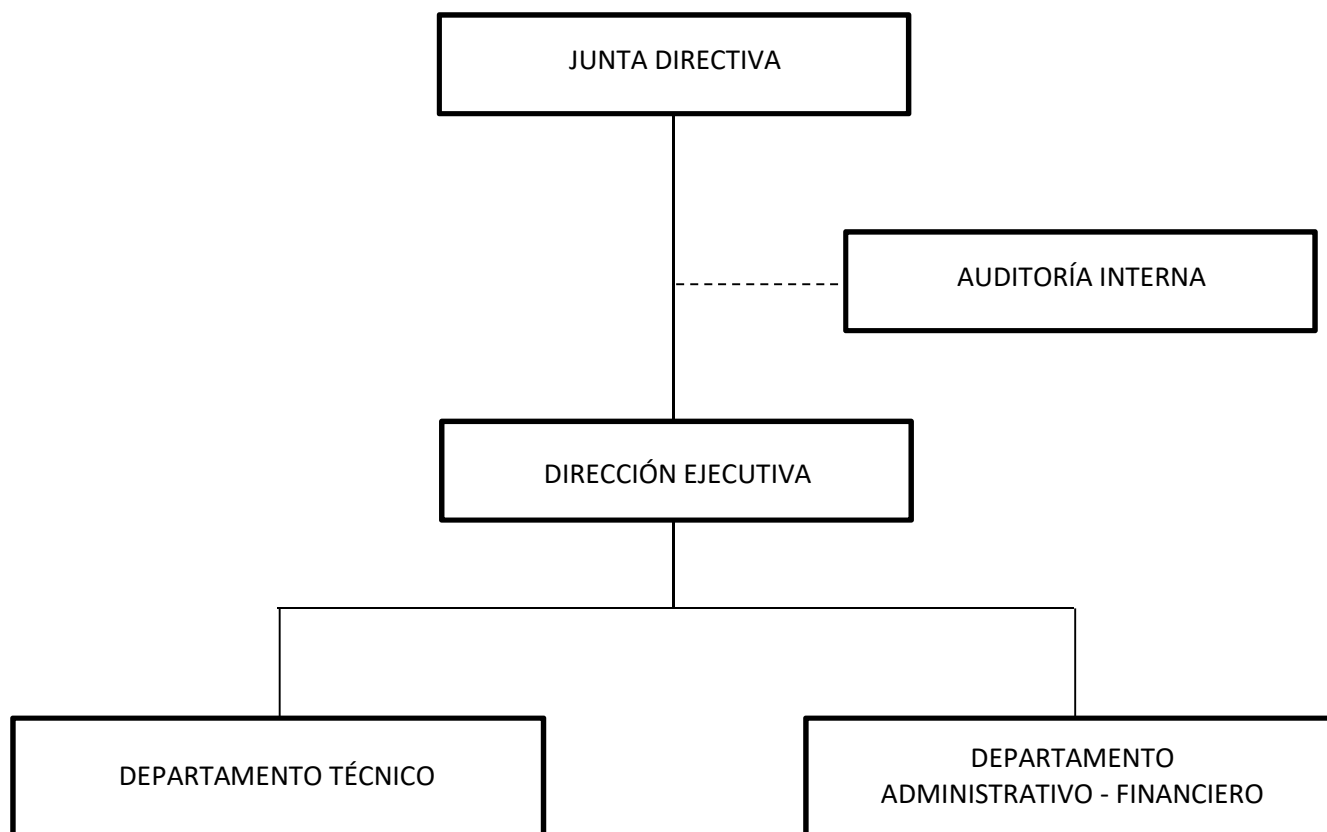 JUNTA DIRECTIVA
AUDITORÍA INTERNA
DIRECCIÓN EJECUTIVA
DEPARTAMENTO TÉCNICO
DEPARTAMENTO
ADMINISTRATIVO - FINANCIERO